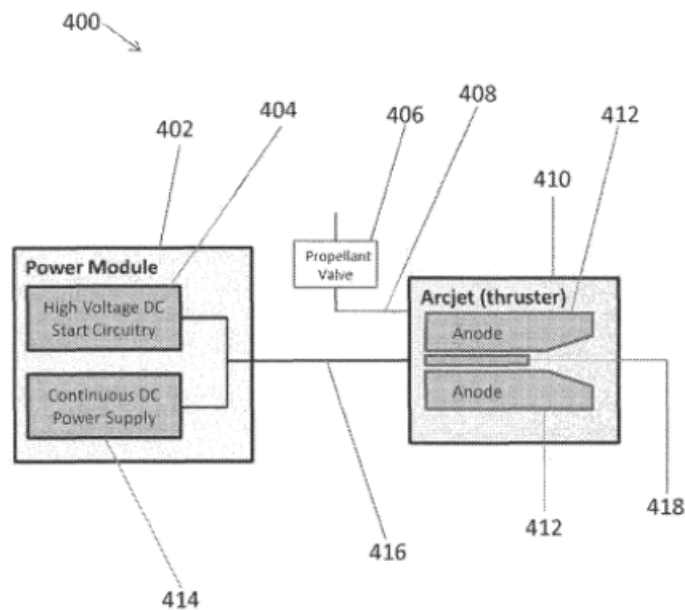 400
402
404
406
408
412
410
Power Module
High Voltage DC
Start Circuitry
Continuous DC
Power Supply
Propellant
Valve
Arcjet (thruster)
Anode
Anode
412
418
416
414